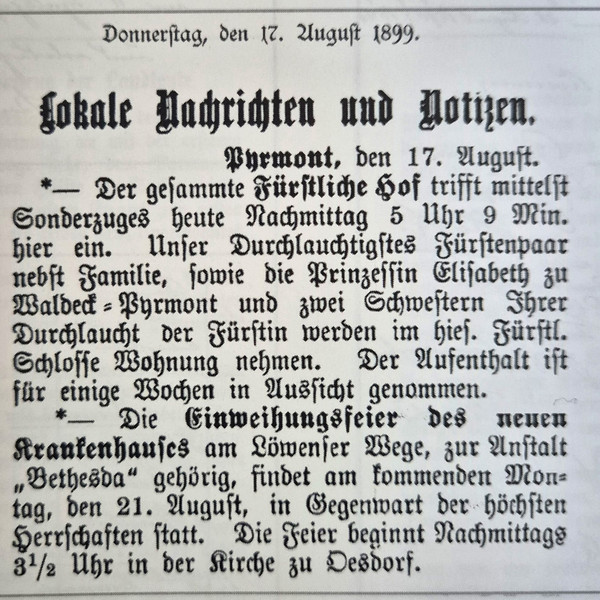 Donnerstag, den 17. August 1899.
Lokale Nachrichten und Notizen.
Pyrmont, den 17. August.
*— Der gesammte Fürstliche Hof trifft mittelst
Sonderzuges heute Nachmittag 5 Uhr 9 Min.
hier ein. Unser Durchlauchtigstes Fürstenpaar
nebst Familie, sowie die Prinzessin Elisabeth zu
Waldeck-Pyrmont und zwei Schwestern Ihrer
Durchlaucht der Fürstin werden im hies. Fürstl.
Schlosse Wohnung nehmen. Der Aufenthalt ist
für einige Wochen in Aussicht genommen.
*— Die Einweihungsfeier des neuen
Krankenhauses am Löwenser Wege, zur Anstalt
„Bethesda“ gehörig, findet am kommenden Mon-
tag, den 21. August, in Gegenwart der höchsten
Herrschaften statt. Die Feier beginnt Nachmittags
3½ Uhr in der Kirche zu Oesdorf.